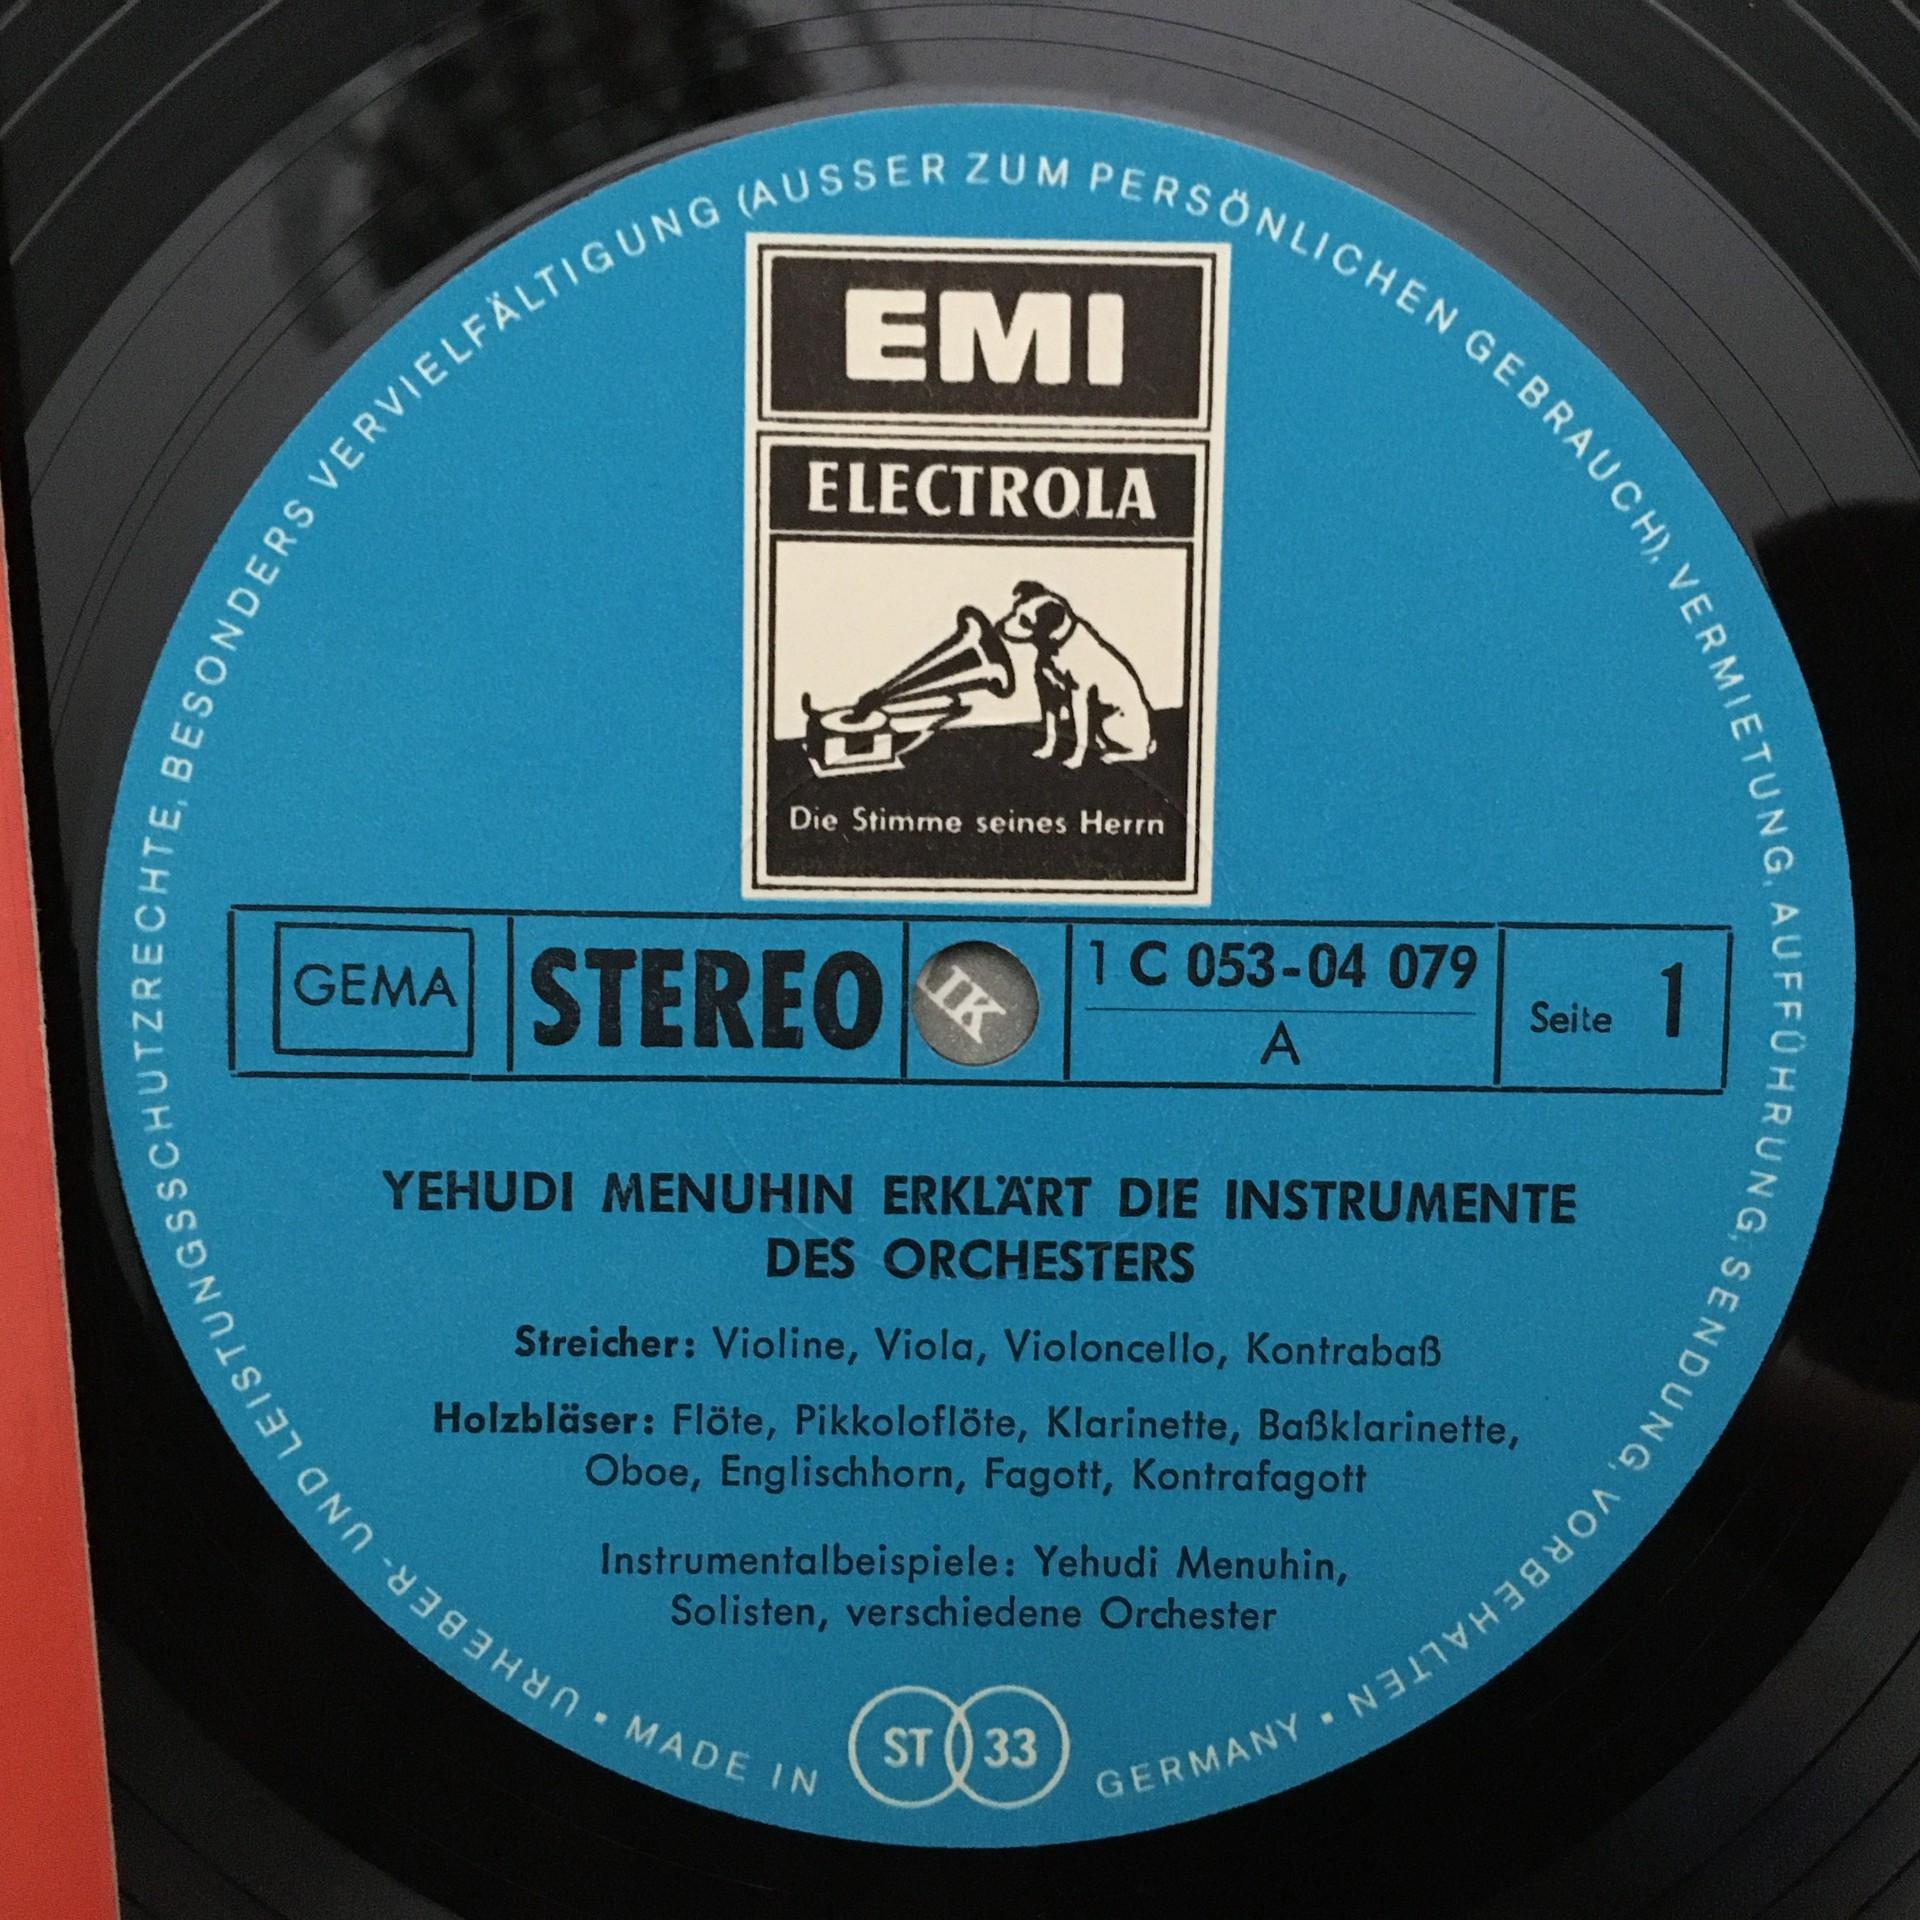 URHEBER- UND LEISTUNGSSCHUTZRECHTE, BESONDERS VERVIELFÄLTIGUNG (AUSSER ZUM PERSÖNLICHEN GEBRAUCH), VERMIETUNG, AUFFÜHRUNG, SENDUNG, VORBEHALTEN •
EMI
ELECTROLA
Die Stimme seines Herrn
GEMA
STEREO
IK
1 C 053-04 079
A
Seite 1
YEHUDI MENUHIN ERKLÄRT DIE INSTRUMENTE
DES ORCHESTERS
Streicher: Violine, Viola, Violoncello, Kontrabaß
Holzbläser: Flöte, Pikkoloflöte, Klarinette, Baßklarinette,
Oboe, Englischhorn, Fagott, Kontrafagott
Instrumentalbeispiele: Yehudi Menuhin,
Solisten, verschiedene Orchester
• MADE IN ST 33 GERMANY